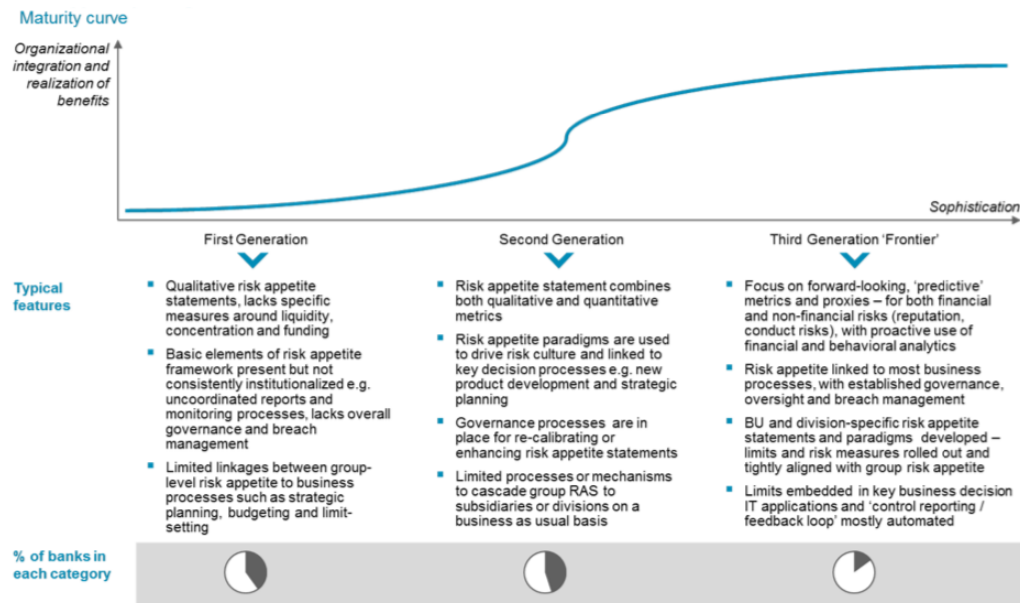 Maturity curve
Organizational
integration and
realization of
benefits
Sophistication
First Generation
Second Generation
Third Generation ‘Frontier’
Typical
features
▪ Qualitative risk appetite
statements, lacks specific
measures around liquidity,
concentration and funding
▪ Basic elements of risk appetite
framework present but not
consistently institutionalized e.g.
uncoordinated reports and
monitoring processes, lacks overall
governance and breach
management
▪ Limited linkages between group-
level risk appetite to business
processes such as strategic
planning, budgeting and limit-
setting
▪ Risk appetite statement combines
both qualitative and quantitative
metrics
▪ Risk appetite paradigms are used
to drive risk culture and linked to
key decision processes e.g. new
product development and strategic
planning
▪ Governance processes are in
place for re-calibrating or
enhancing risk appetite statements
▪ Limited processes or mechanisms
to cascade group RAS to
subsidiaries or divisions on a
business as usual basis
▪ Focus on forward-looking, ‘predictive’
metrics and proxies – for both financial
and non-financial risks (reputation,
conduct risks), with proactive use of
financial and behavioral analytics
▪ Risk appetite linked to most business
processes, with established governance,
oversight and breach management
▪ BU and division-specific risk appetite
statements and paradigms developed –
limits and risk measures rolled out and
tightly aligned with group risk appetite
▪ Limits embedded in key business decision
IT applications and ‘control reporting /
feedback loop’ mostly automated
% of banks in
each category